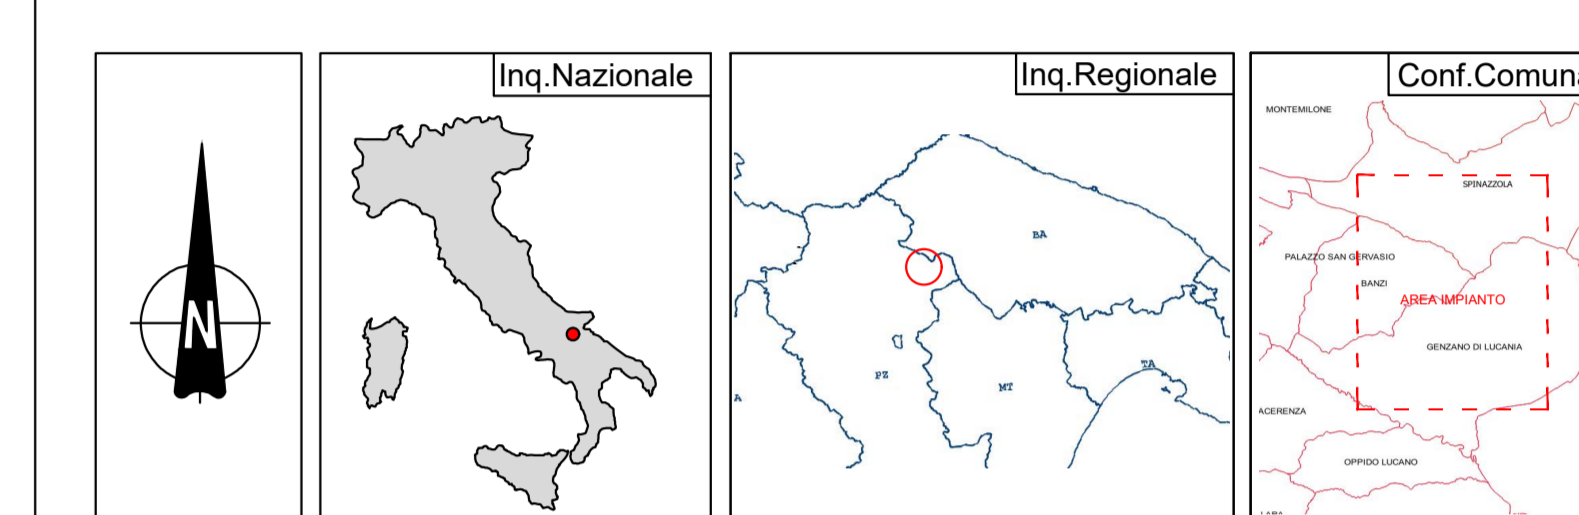 Inq.Nazionale
Inq.Regionale
Conf.Comuna
N
BA
PZ
MT
TA
A
MONTEMILONE
SPINAZZOLA
PALAZZO SAN GERVASIO
BANZI
AREA IMPIANTO
GENZANO DI LUCANIA
ACERENZA
OPPIDO LUCANO